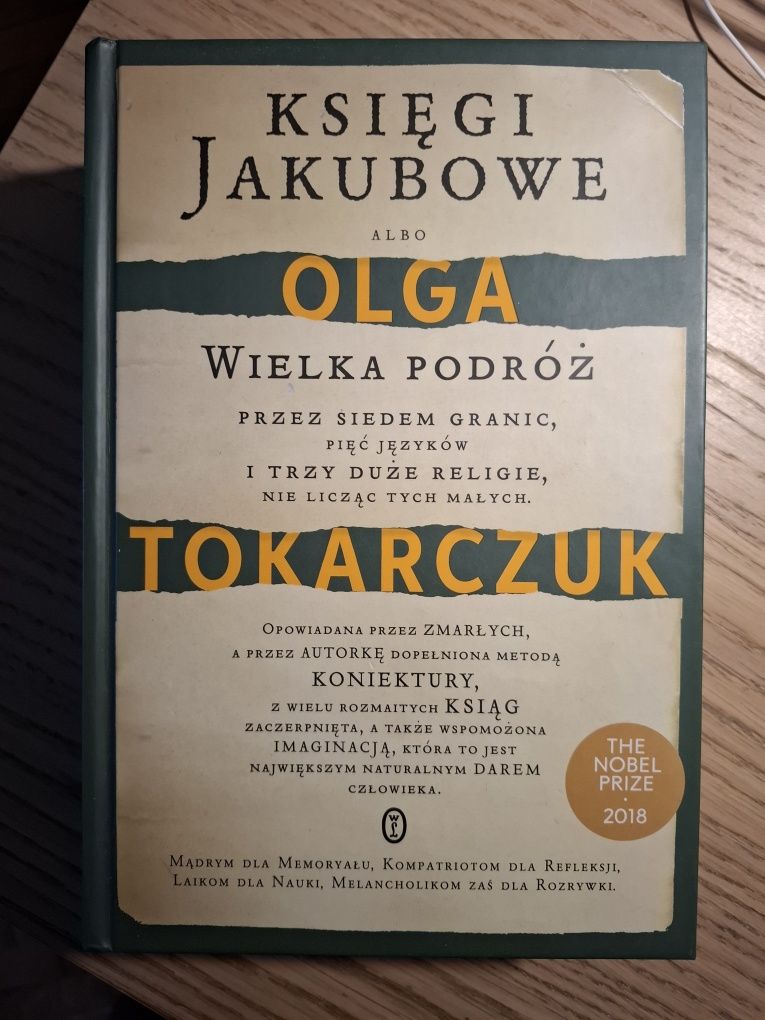 KSIĘGI
JAKUBOWE
ALBO
OLGA
WIELKA PODRÓŻ
PRZEZ SIEDEM GRANIC,
PIĘĆ JĘZYKÓW
I TRZY DUŻE RELIGIE,
NIE LICZĄC TYCH MAŁYCH.
TOKARCZUK
OPOWIADANA PRZEZ ZMARŁYCH,
A PRZEZ AUTORKĘ DOPEŁNIONA METODĄ
KONIEKTURY,
Z WIELU ROZMAITYCH KSIĄG
ZACZERPNIĘTA, A TAKŻE WSPOMOŻONA
IMAGINACJĄ, KTÓRA TO JEST
NAJWIĘKSZYM NATURALNYM DAREM
CZŁOWIEKA.
THE
NOBEL
PRIZE
·
2018
WL
MĄDRYM DLA MEMORYAŁU, KOMPATRIOTOM DLA REFLEKSJI,
LAIKOM DLA NAUKI, MELANCHOLIKOM ZAŚ DLA ROZRYWKI.